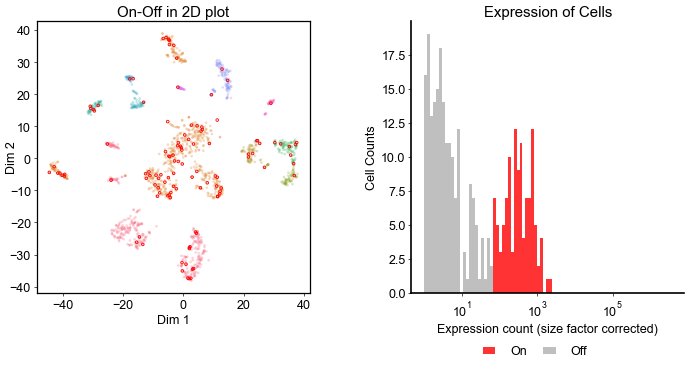 On-Off in 2D plot
40
30
20
10
0
−10
−20
−30
−40
Dim 2
−40 −20 0 20 40
Dim 1
Expression of Cells
17.5
15.0
12.5
10.0
7.5
5.0
2.5
0.0
Cell Counts
10^1 10^3 10^5
Expression count (size factor corrected)
On Off